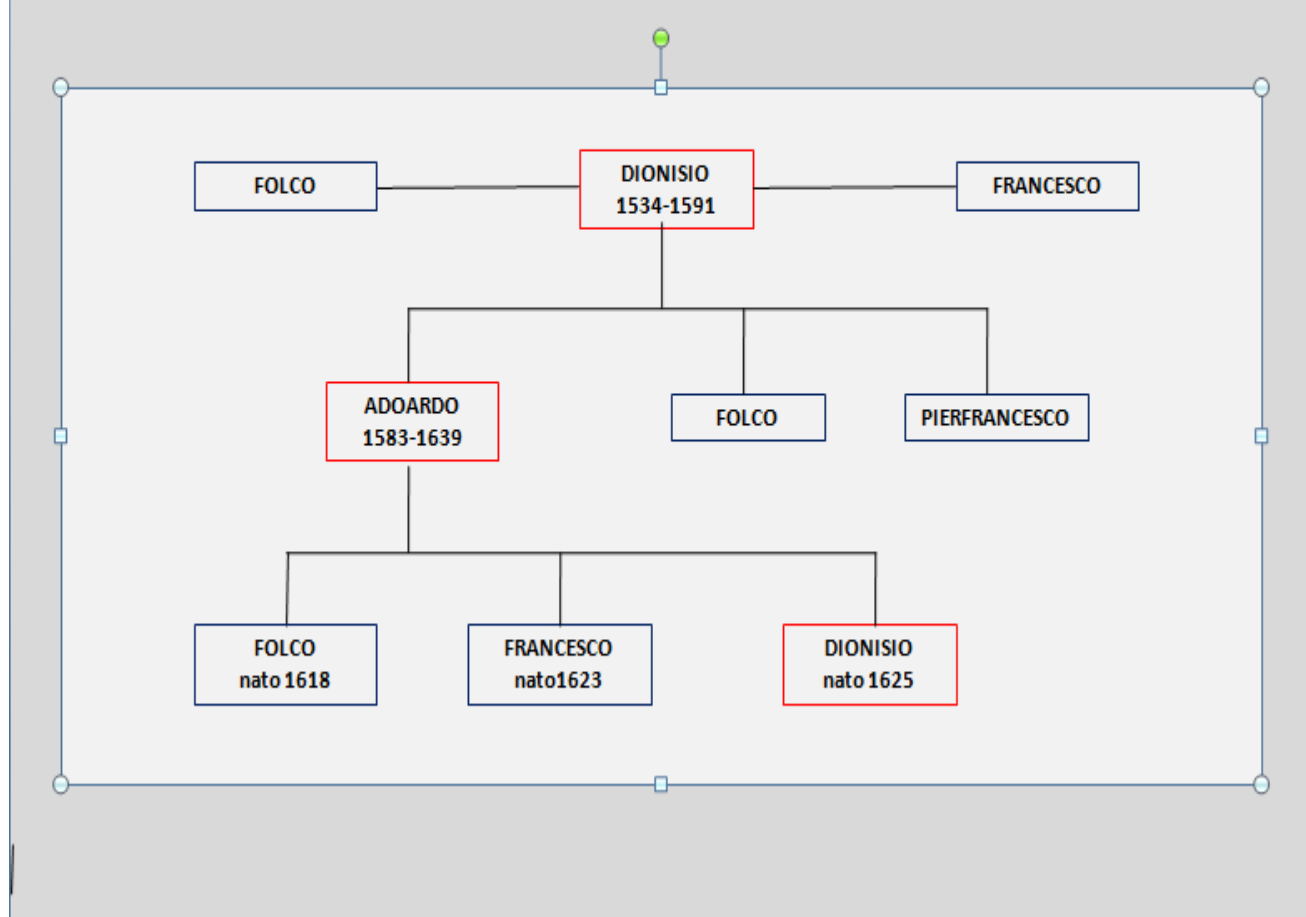 FOLCO
DIONISIO
1534-1591
FRANCESCO
ADOARDO
1583-1639
FOLCO
PIERFRANCESCO
FOLCO
nato 1618
FRANCESCO
nato1623
DIONISIO
nato 1625